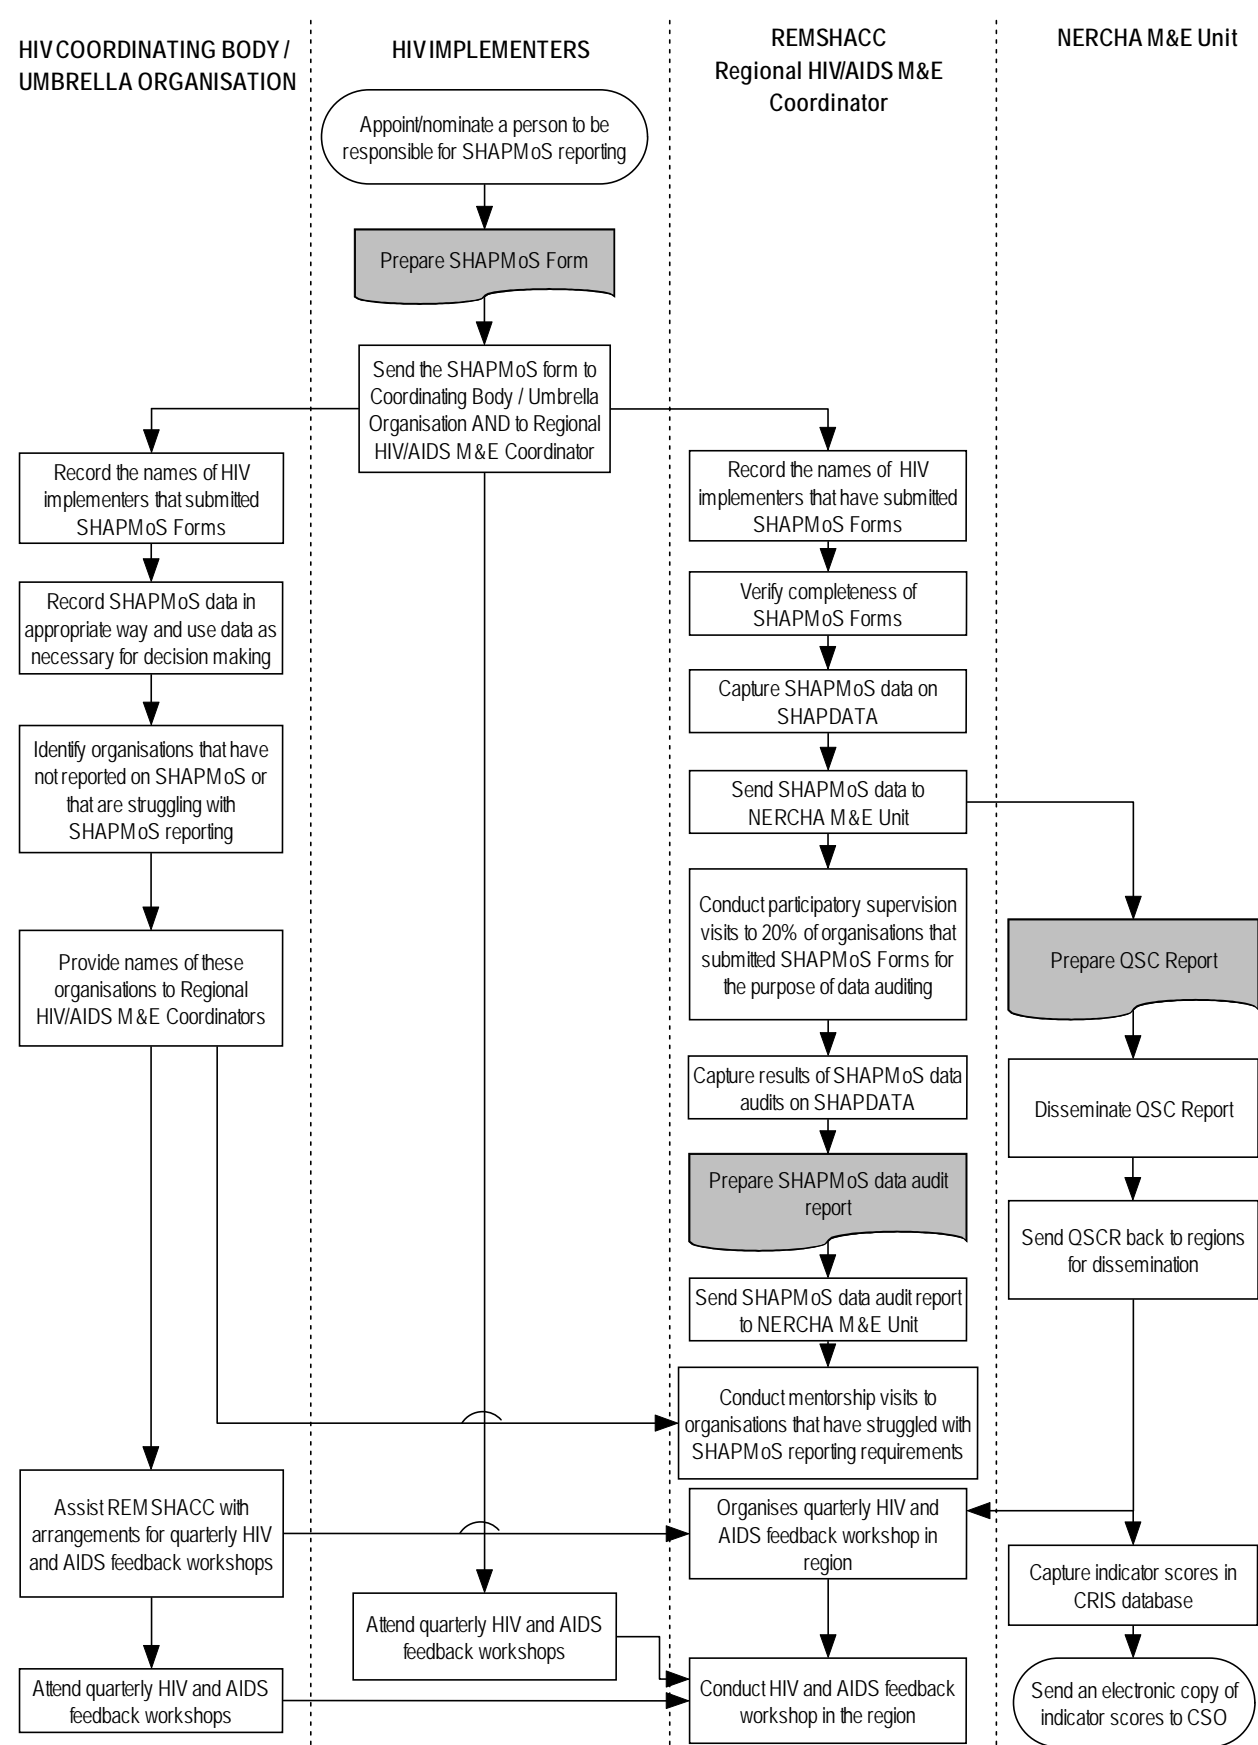 HIV COORDINATING BODY /
UMBRELLA ORGANISATION
HIV IMPLEMENTERS
REMSHACC
Regional HIV/AIDS M&E
Coordinator
NERCHA M&E Unit
Appoint/nominate a person to be
responsible for SHAPMoS reporting
Prepare SHAPMoS Form
Send the SHAPMoS form to
Coordinating Body / Umbrella
Organisation AND to Regional
HIV/AIDS M&E Coordinator
Record the names of HIV
implementers that submitted
SHAPMoS Forms
Record SHAPMoS data in
appropriate way and use data as
necessary for decision making
Identify organisations that have
not reported on SHAPMoS or
that are struggling with
SHAPMoS reporting
Provide names of these
organisations to Regional
HIV/AIDS M&E Coordinators
Assist REMSHACC with
arrangements for quarterly HIV
and AIDS feedback workshops
Attend quarterly HIV and AIDS
feedback workshops
Attend quarterly HIV and AIDS
feedback workshops
Record the names of HIV
implementers that have submitted
SHAPMoS Forms
Verify completeness of
SHAPMoS Forms
Capture SHAPMoS data on
SHAPDATA
Send SHAPMoS data to
NERCHA M&E Unit
Conduct participatory supervision
visits to 20% of organisations that
submitted SHAPMoS Forms for
the purpose of data auditing
Capture results of SHAPMoS data
audits on SHAPDATA
Prepare SHAPMoS data audit
report
Send SHAPMoS data audit report
to NERCHA M&E Unit
Conduct mentorship visits to
organisations that have struggled with
SHAPMoS reporting requirements
Organises quarterly HIV and
AIDS feedback workshop in
region
Conduct HIV and AIDS feedback
workshop in the region
Prepare QSC Report
Disseminate QSC Report
Send QSCR back to regions
for dissemination
Capture indicator scores in
CRIS database
Send an electronic copy of
indicator scores to CSO